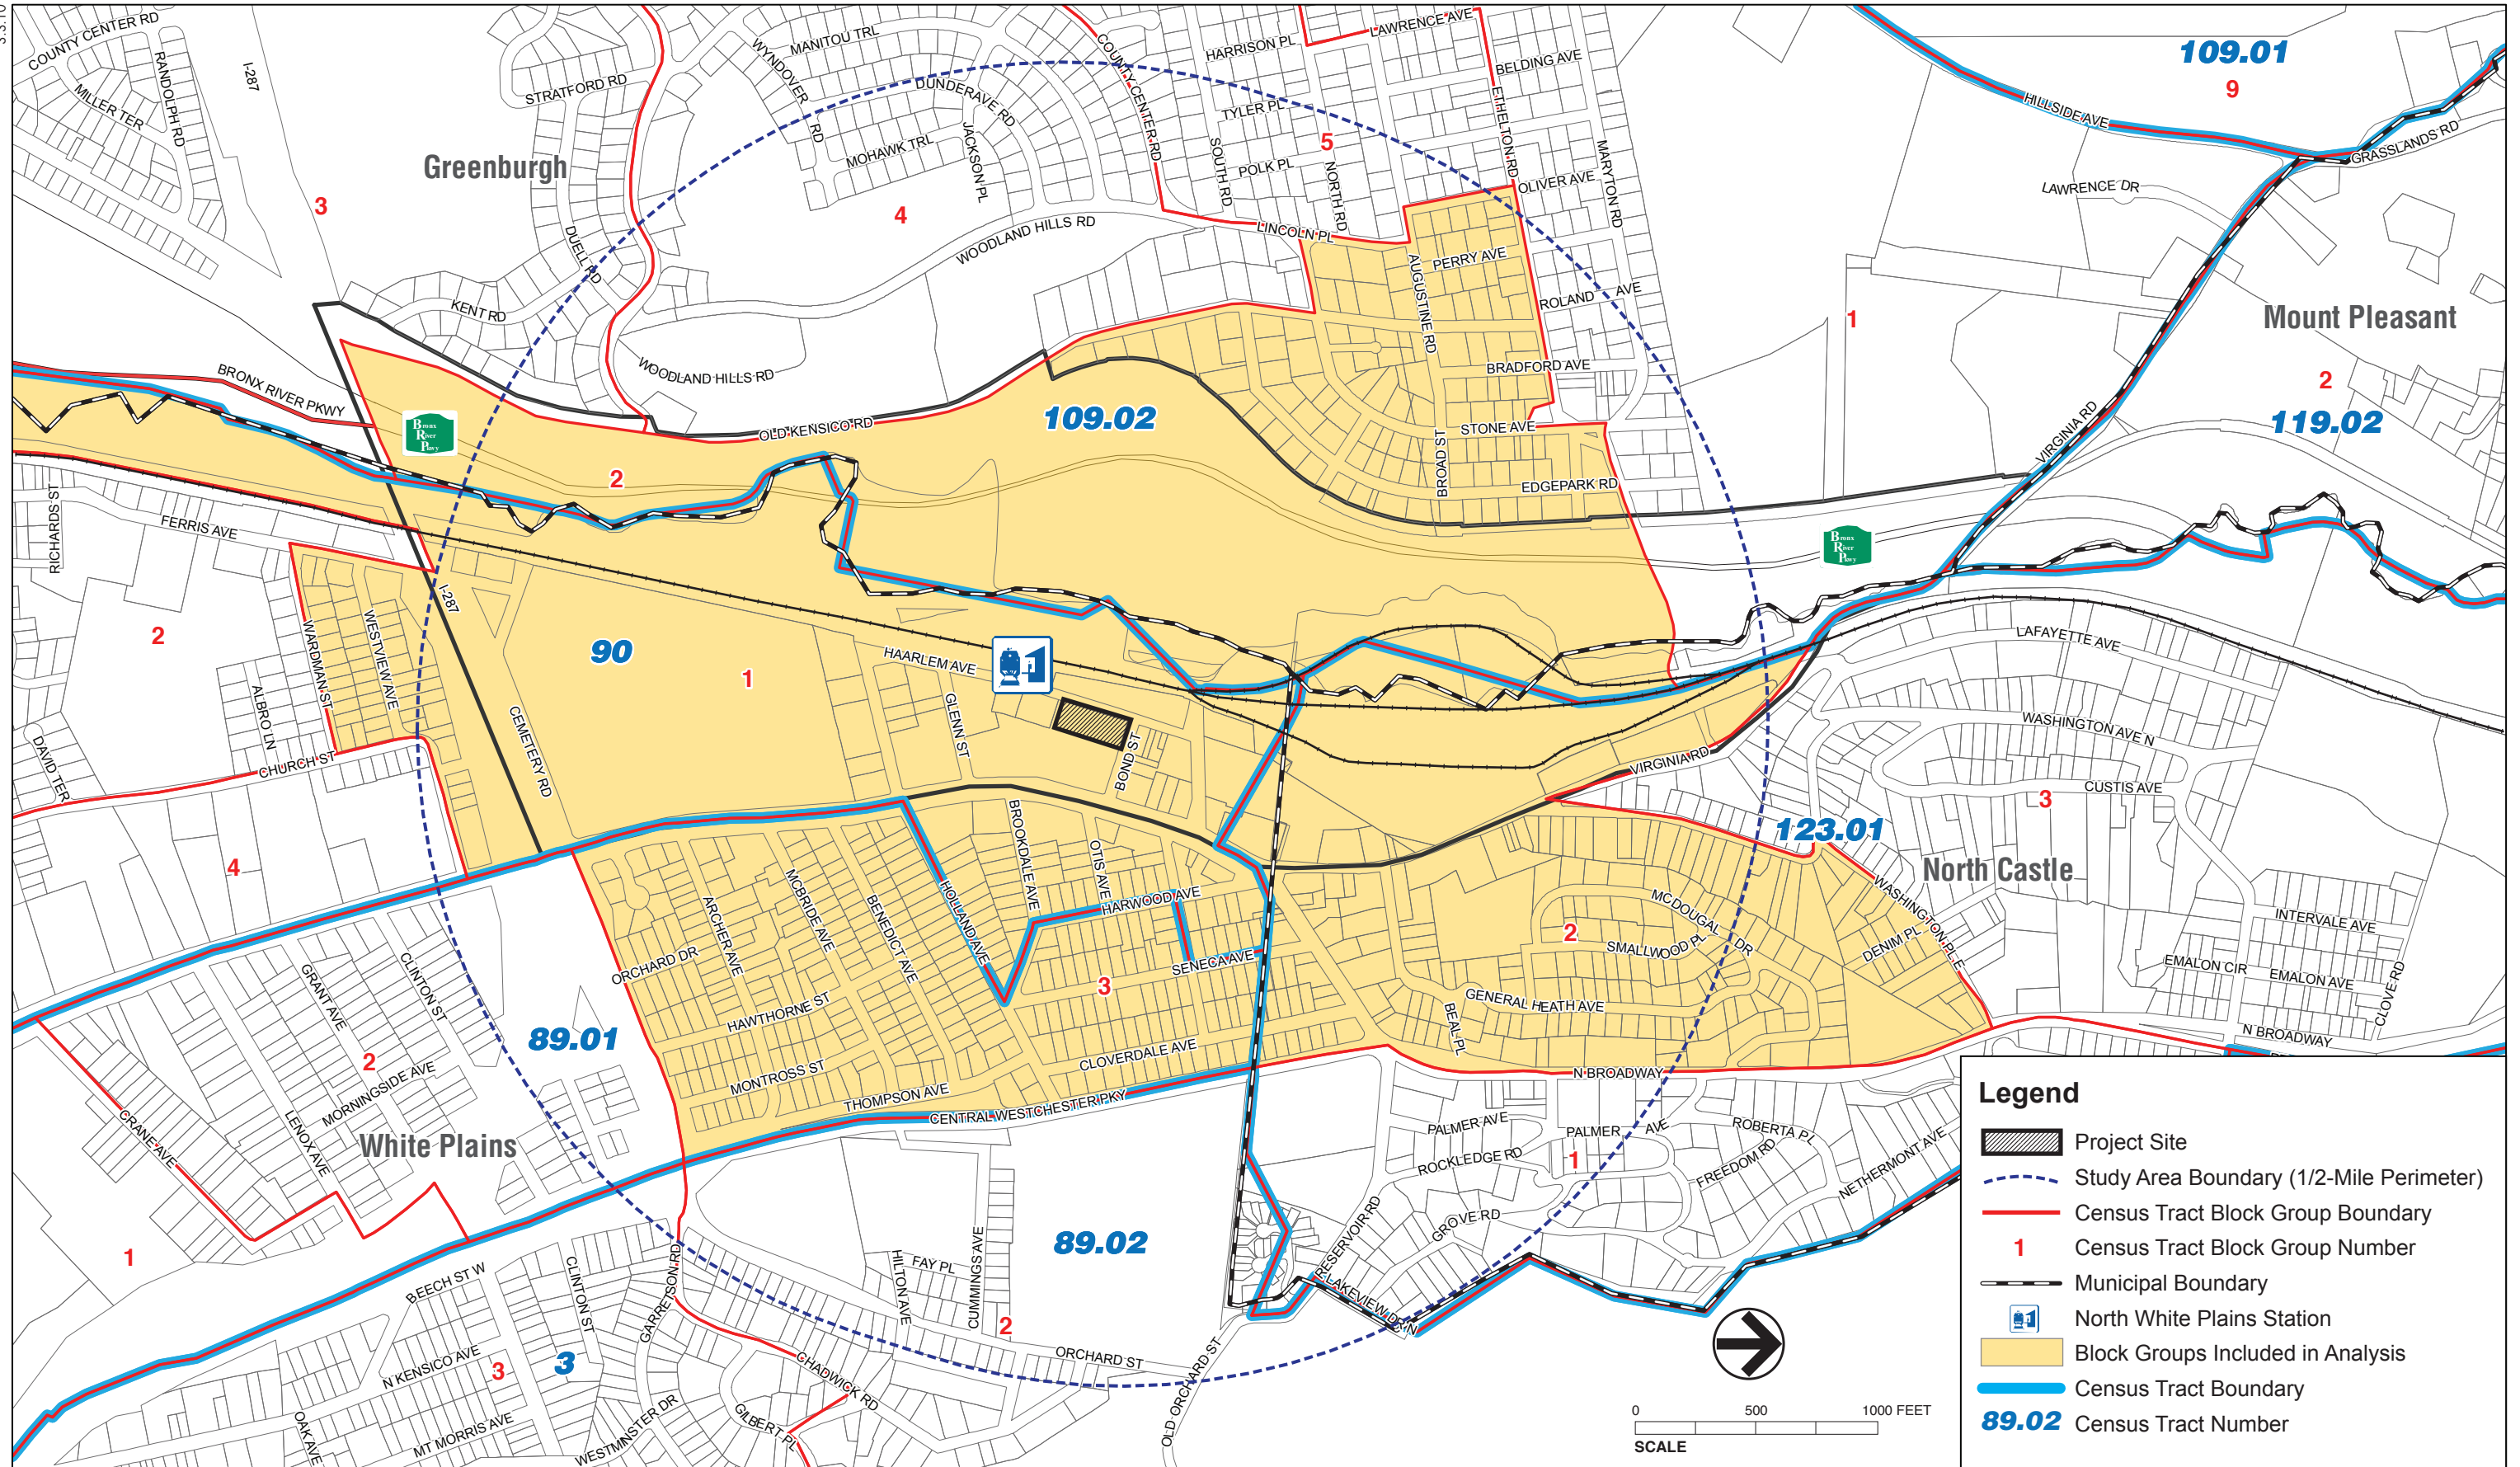 COUNTY CENTER RD
RANDOLPH RD
MILLER TER
I-287
STRATFORD RD
Greenburgh
3
DUELL RD
KENT RD
MANITOU TRL
WYNDOVER RD
DUNDERAVE RD
MOHAWK TRL
JACKSON PL
4
WOODLAND HILLS RD
WOODLAND HILLS RD
COUNTY CENTER RD
HARRISON PL
LAWRENCE AVE
BELDING AVE
TYLER PL
5
ETHELTON RD
SOUTH RD
POLK PL
NORTH RD
OLIVER AVE
MARYTON RD
LINCOLN PL
PERRY AVE
AUGUSTINE RD
ROLAND AVE
BRADFORD AVE
STONE AVE
BROAD ST
EDGEPARK RD
109.01
9
HILLSIDE AVE
GRASSLANDS RD
LAWRENCE DR
1
Mount Pleasant
2
119.02
VIRGINIA RD
BRONX RIVER PKWY
Bronx
River
Pkwy
OLD KENSICO RD
109.02
2
Bronx
River
Pkwy
RICHARDS ST
FERRIS AVE
I-287
2
WARDMAN ST
WESTVIEW AVE
ALBRO LN
DAVID TER
CHURCH ST
CEMETERY RD
4
90
1
HAARLEM AVE
GLENN ST
BOND ST
VIRGINIA RD
LAFAYETTE AVE
WASHINGTON AVE N
CUSTIS AVE
3
123.01
North Castle
WASHINGTON PL E
DENIM PL
INTERVALE AVE
EMALON CIR
EMALON AVE
CLOVE RD
N BROADWAY
BROOKDALE AVE
OTIS AVE
HARWOOD AVE
HOLLAND AVE
SENECA AVE
3
MCBRIDE AVE
ARCHER AVE
BENEDICT AVE
ORCHARD DR
HAWTHORNE ST
MONTROSS ST
THOMPSON AVE
CLOVERDALE AVE
CENTRAL WESTCHESTER PKY
2
MCDOUGAL DR
SMALLWOOD PL
GENERAL HEATH AVE
BEAL PL
N BROADWAY
GRANT AVE
CLINTON ST
2
MORNINGSIDE AVE
LENOX AVE
CRANE AVE
89.01
White Plains
1
BEECH ST W
CLINTON ST
GARRETSON RD
N KENSICO AVE
3
3
OAK AVE
MT MORRIS AVE
WESTMINSTER DR
GILBERT PL
CHADWICK RD
HILTON AVE
FAY PL
CUMMINGS AVE
2
89.02
ORCHARD ST
OLD ORCHARD ST
RESERVOIR RD
LAKEVIEW DR N
GROVE RD
ROCKLEDGE RD
PALMER AVE
PALMER AVE
1
ROBERTA PL
FREEDOM RD
NETHERMONT AVE
0 500 1000 FEET
SCALE
Legend
Project Site
Study Area Boundary (1/2-Mile Perimeter)
Census Tract Block Group Boundary
1 Census Tract Block Group Number
Municipal Boundary
North White Plains Station
Block Groups Included in Analysis
Census Tract Boundary
89.02 Census Tract Number